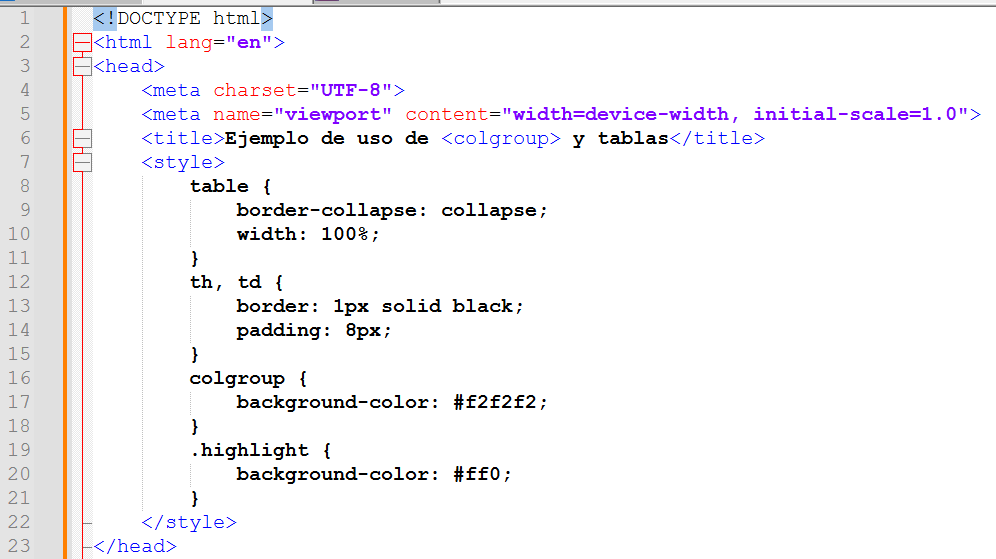 1 <!DOCTYPE html>
2 <html lang="en">
3 <head>
4 <meta charset="UTF-8">
5 <meta name="viewport" content="width=device-width, initial-scale=1.0">
6 <title>Ejemplo de uso de <colgroup> y tablas</title>
7 <style>
8 table {
9 border-collapse: collapse;
10 width: 100%;
11 }
12 th, td {
13 border: 1px solid black;
14 padding: 8px;
15 }
16 colgroup {
17 background-color: #f2f2f2;
18 }
19 .highlight {
20 background-color: #ff0;
21 }
22 </style>
23 </head>